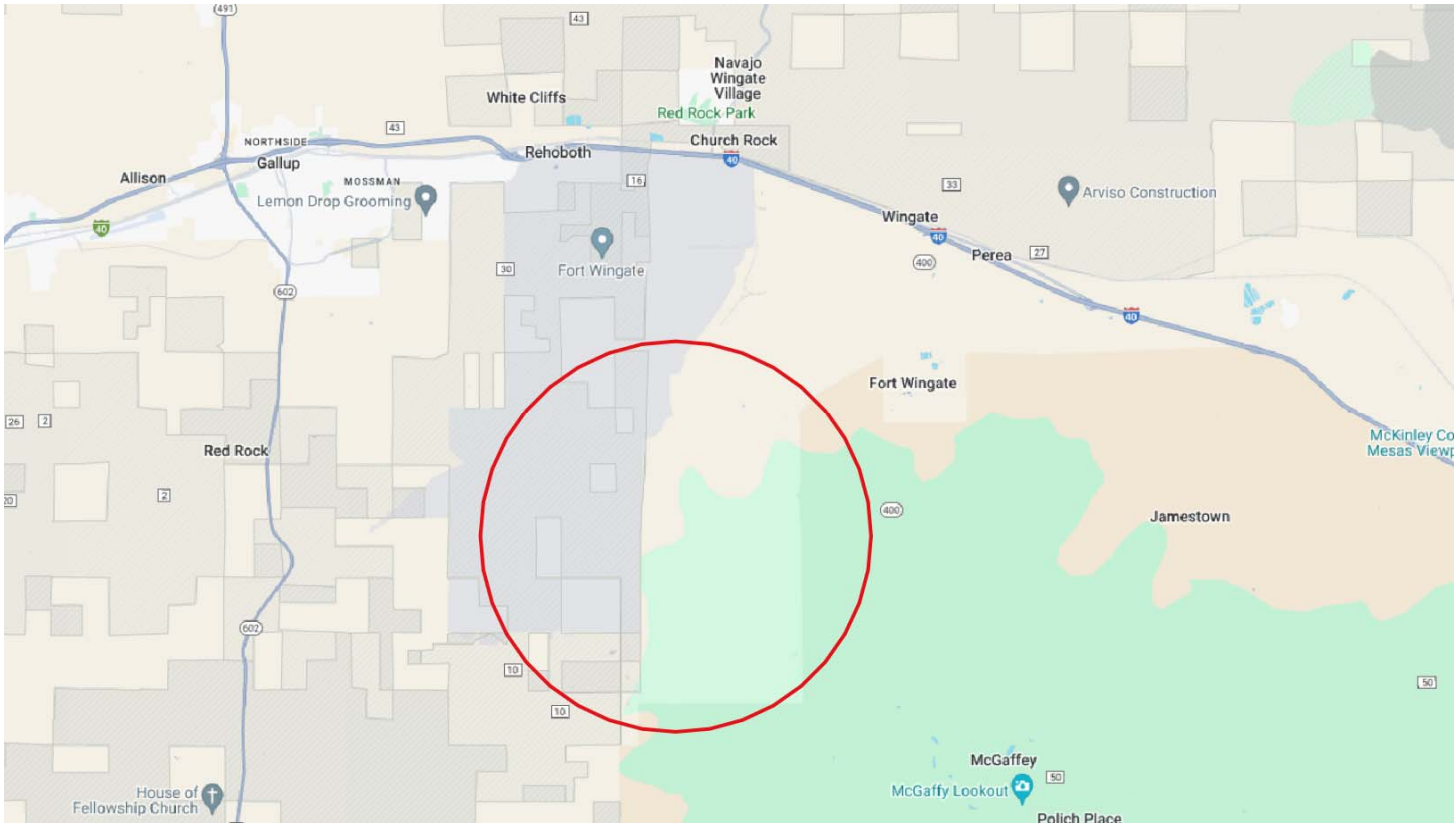 491
43
Navajo
Wingate
Village
White Cliffs
Red Rock Park
43
NORTHSIDE
Church Rock
Rehoboth
40
Gallup
Allison
MOSSMAN
16
33
Arviso Construction
Lemon Drop Grooming
40
Wingate
40
400
Perea
27
Fort Wingate
30
602
40
Fort Wingate
26
2
McKinley Co
Mesas Viewp
Red Rock
20
2
400
Jamestown
602
10
50
10
McGaffey
50
House of
Fellowship Church
McGaffy Lookout
Polich Place